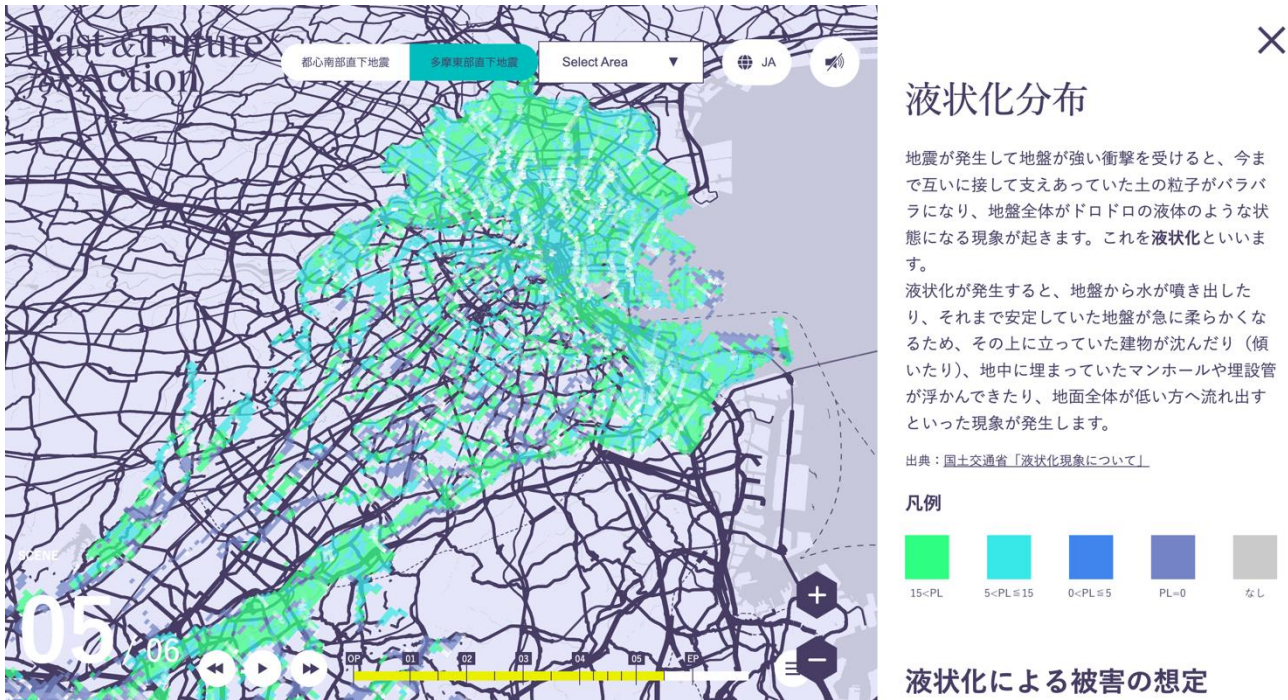 Past & Future
to Action
都心南部直下地震
多摩東部直下地震
Select Area
JA
液状化分布
地震が発生して地盤が強い衝撃を受けると、今ま
で互いに接して支えあっていた土の粒子がバラバ
ラになり、地盤全体がドロドロの液体のような状
態になる現象が起きます。これを液状化といいま
す。
液状化が発生すると、地盤から水が噴き出した
り、それまで安定していた地盤が急に柔らかくな
るため、その上に立っていた建物が沈んだり（傾
いたり）、地中に埋まっていたマンホールや埋設管
が浮かんできたり、地面全体が低い方へ流れ出す
といった現象が発生します。
出典：国土交通省「液状化現象について」
凡例
15<PL
5<PL≦15
0<PL≦5
PL=0
なし
液状化による被害の想定
SCENE
05 / 06
OP 01 02 03 04 05 EP